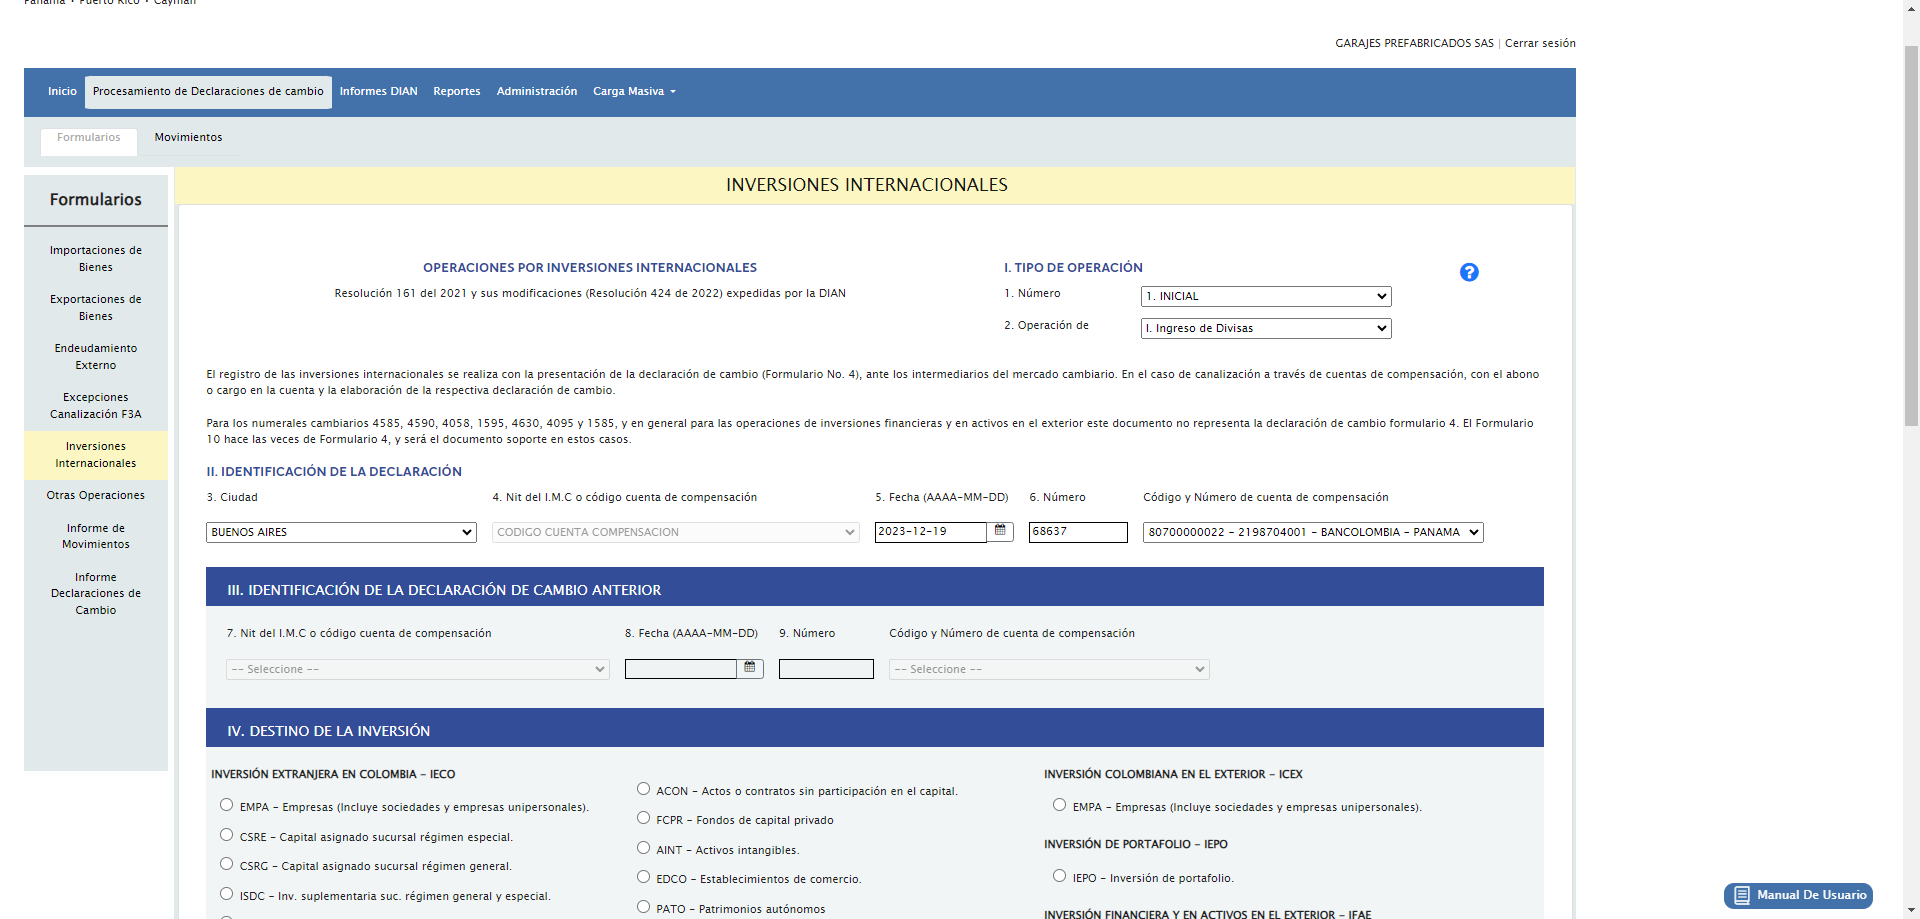 Panamá • Puerto Rico • Cayman
GARAJES PREFABRICADOS SAS | Cerrar sesión
Inicio Procesamiento de Declaraciones de cambio Informes DIAN Reportes Administración Carga Masiva
Formularios Movimientos
Formularios
Importaciones de
Bienes
Exportaciones de
Bienes
Endeudamiento
Externo
Excepciones
Canalización F3A
Inversiones
Internacionales
Otras Operaciones
Informe de
Movimientos
Informe
Declaraciones de
Cambio
INVERSIONES INTERNACIONALES
OPERACIONES POR INVERSIONES INTERNACIONALES
Resolución 161 del 2021 y sus modificaciones (Resolución 424 de 2022) expedidas por la DIAN
I. TIPO DE OPERACIÓN
1. Número 1. INICIAL
2. Operación de I. Ingreso de Divisas
?
El registro de las inversiones internacionales se realiza con la presentación de la declaración de cambio (Formulario No. 4), ante los intermediarios del mercado cambiario. En el caso de canalización a través de cuentas de compensación, con el abono
o cargo en la cuenta y la elaboración de la respectiva declaración de cambio.
Para los numerales cambiarios 4585, 4590, 4058, 1595, 4630, 4095 y 1585, y en general para las operaciones de inversiones financieras y en activos en el exterior este documento no representa la declaración de cambio formulario 4. El Formulario
10 hace las veces de Formulario 4, y será el documento soporte en estos casos.
II. IDENTIFICACIÓN DE LA DECLARACIÓN
3. Ciudad 4. Nit del I.M.C o código cuenta de compensación 5. Fecha (AAAA-MM-DD) 6. Número Código y Número de cuenta de compensación
BUENOS AIRES CODIGO CUENTA COMPENSACION 2023-12-19 68637 80700000022 - 2198704001 - BANCOLOMBIA - PANAMA
III. IDENTIFICACIÓN DE LA DECLARACIÓN DE CAMBIO ANTERIOR
7. Nit del I.M.C o código cuenta de compensación 8. Fecha (AAAA-MM-DD) 9. Número Código y Número de cuenta de compensación
-- Seleccione -- -- Seleccione --
IV. DESTINO DE LA INVERSIÓN
INVERSIÓN EXTRANJERA EN COLOMBIA - IECO
EMPA - Empresas (Incluye sociedades y empresas unipersonales).
CSRE - Capital asignado sucursal régimen especial.
CSRG - Capital asignado sucursal régimen general.
ISDC - Inv. suplementaria suc. régimen general y especial.
ACON - Actos o contratos sin participación en el capital.
FCPR - Fondos de capital privado
AINT - Activos intangibles.
EDCO - Establecimientos de comercio.
PATO - Patrimonios autónomos
INVERSIÓN COLOMBIANA EN EL EXTERIOR - ICEX
EMPA - Empresas (Incluye sociedades y empresas unipersonales).
INVERSIÓN DE PORTAFOLIO - IEPO
IEPO - Inversión de portafolio.
INVERSIÓN FINANCIERA Y EN ACTIVOS EN EL EXTERIOR - IFAE
Manual De Usuario